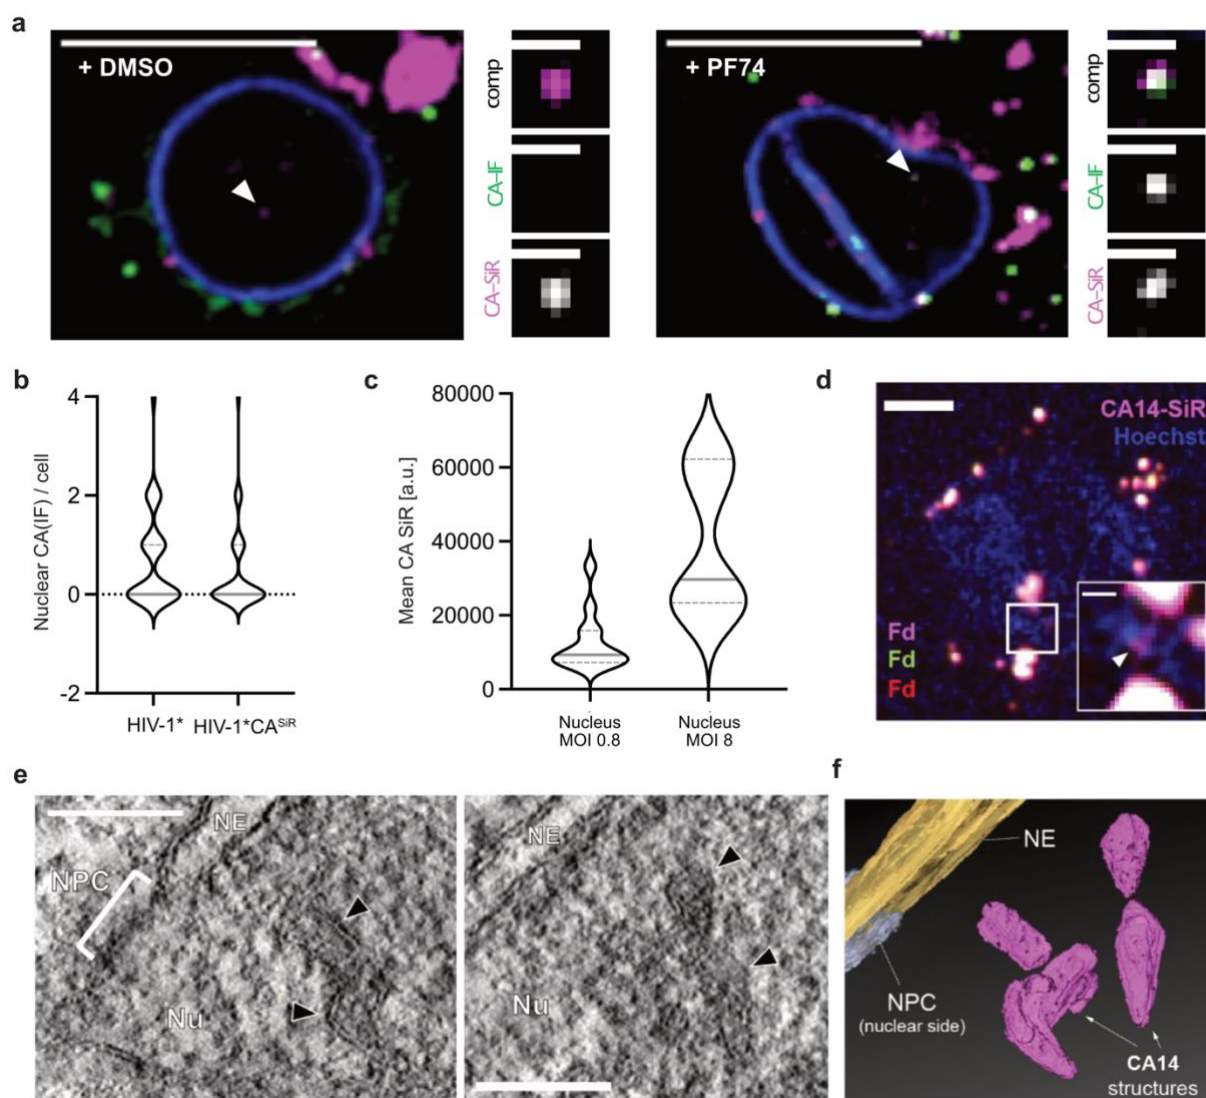 a
+ DMSO
comp
CA-IF
CA-SiR
+ PF74
comp
CA-IF
CA-SiR
b
Nuclear CA(IF) / cell
4
2
0
-2
HIV-1*
HIV-1*CA^SiR
c
Mean CA SiR [a.u.]
80000
60000
40000
20000
0
Nucleus
MOI 0.8
Nucleus
MOI 8
d
CA14-SiR
Hoechst
Fd
Fd
Fd
e
NE
NPC
Nu
NE
Nu
f
NE
NPC
(nuclear side)
CA14
structures